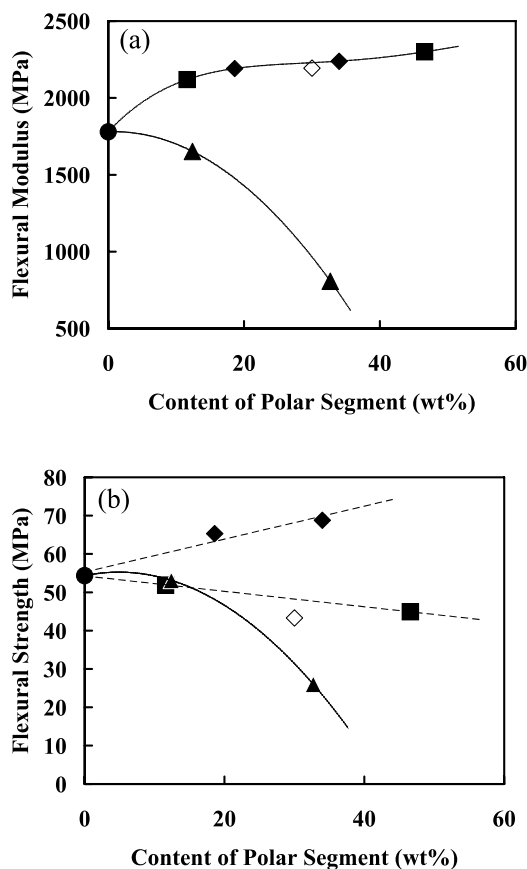 (a)
2500
2000
1500
1000
500
Flexural Modulus (MPa)
0 20 40 60
Content of Polar Segment (wt%)
(b)
80
70
60
50
40
30
20
10
0
Flexural Strength (MPa)
0 20 40 60
Content of Polar Segment (wt%)